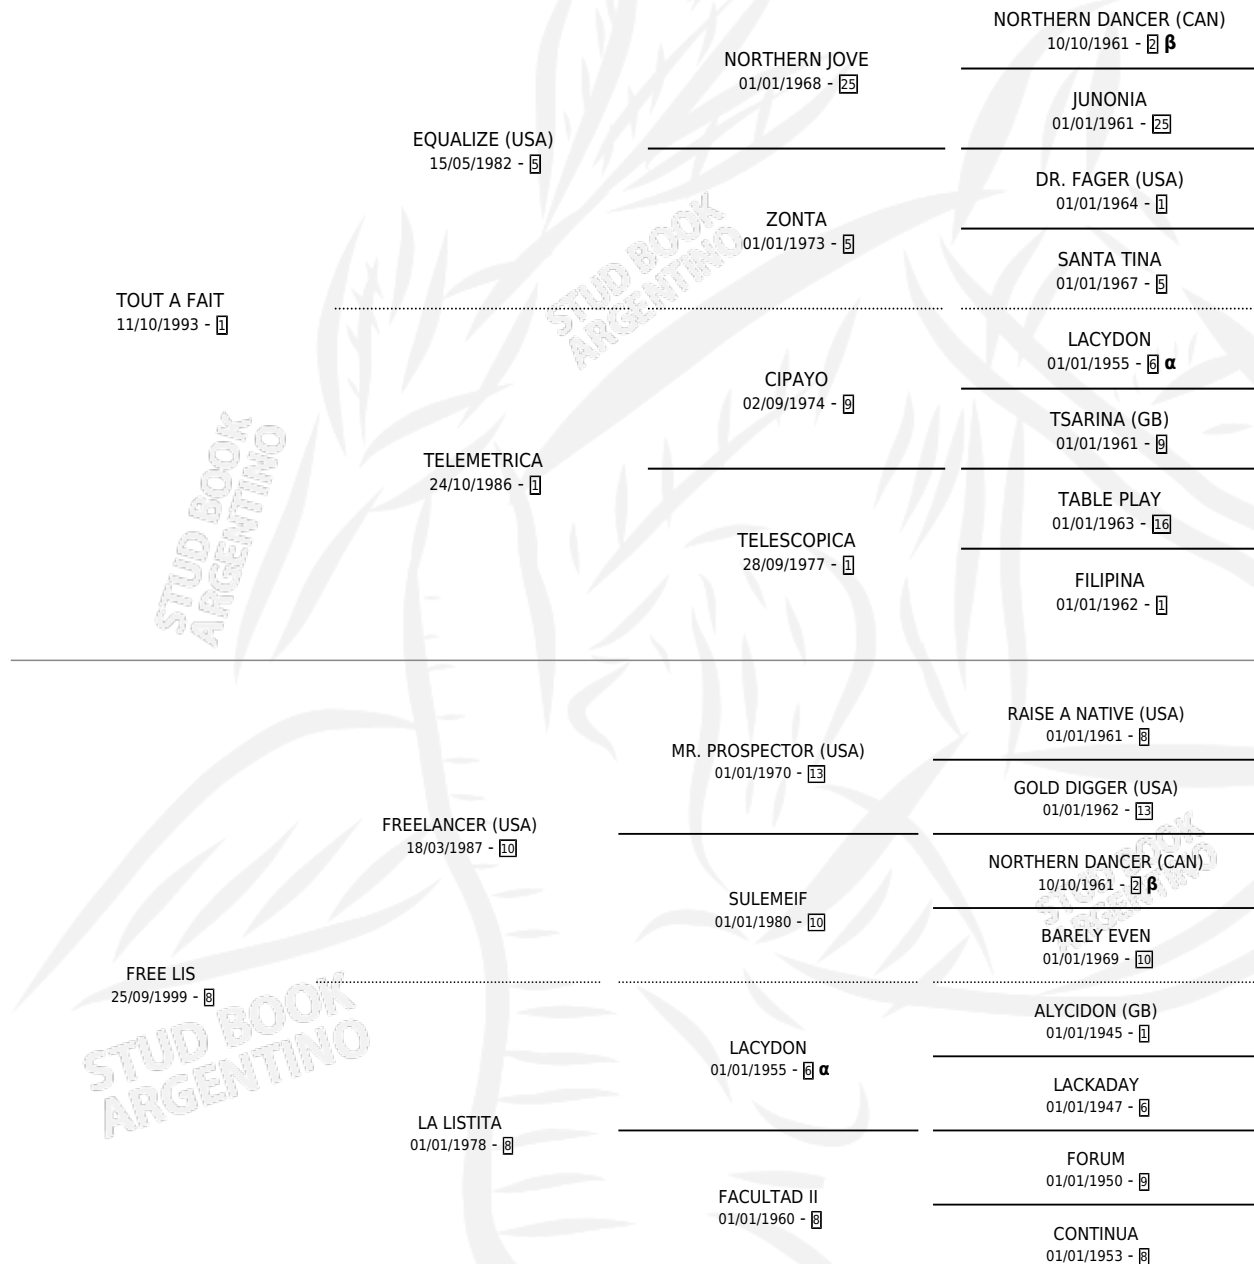 NORTHERN DANCER (CAN)
10/10/1961 - 2 β
NORTHERN JOVE
01/01/1968 - 25
JUNONIA
01/01/1961 - 25
EQUALIZE (USA)
15/05/1982 - 5
DR. FAGER (USA)
01/01/1964 - 1
ZONTA
01/01/1973 - 5
SANTA TINA
01/01/1967 - 5
TOUT A FAIT
11/10/1993 - 1
LACYDON
01/01/1955 - 6 α
CIPAYO
02/09/1974 - 9
TSARINA (GB)
01/01/1961 - 9
TELEMETRICA
24/10/1986 - 1
TABLE PLAY
01/01/1963 - 16
TELESCOPICA
28/09/1977 - 1
FILIPINA
01/01/1962 - 1
STUD BOOK
ARGENTINO
STUD BOOK
ARGENTINO
RAISE A NATIVE (USA)
01/01/1961 - 8
MR. PROSPECTOR (USA)
01/01/1970 - 13
GOLD DIGGER (USA)
01/01/1962 - 13
FREELANCER (USA)
18/03/1987 - 10
NORTHERN DANCER (CAN)
10/10/1961 - 2 β
SULEMEIF
01/01/1980 - 10
BARELY EVEN
01/01/1969 - 10
FREE LIS
25/09/1999 - 8
ALYCIDON (GB)
01/01/1945 - 1
LACYDON
01/01/1955 - 6 α
LACKADAY
01/01/1947 - 6
LA LISTITA
01/01/1978 - 8
FORUM
01/01/1950 - 9
FACULTAD II
01/01/1960 - 8
CONTINUA
01/01/1953 - 8
STUD BOOK
ARGENTINO
STUD BOOK
ARGENTINO